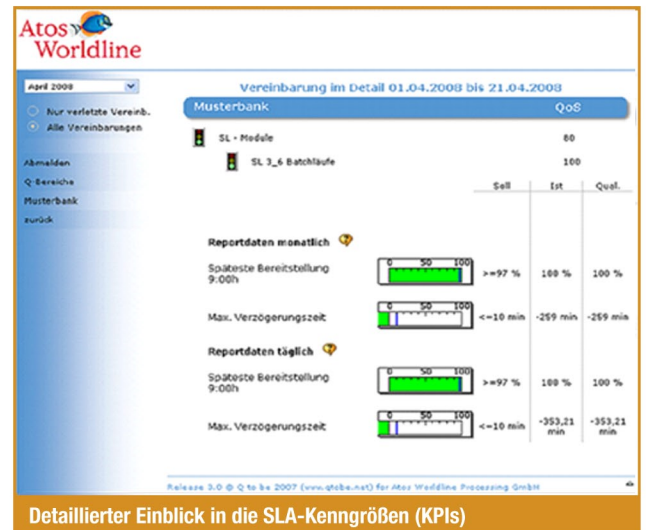 Atos
Worldline
April 2008
Nur verletzte Vereinb.
Alle Vereinbarungen
Abmelden
Q-Bereiche
Musterbank
zurück
Vereinbarung im Detail 01.04.2008 bis 21.04.2008
Musterbank QoS
SL - Module 80
SL 3_6 Batchläufe 100
Soll Ist Qual.
Reportdaten monatlich
Späteste Bereitstellung
9:00h
0 50 100
>=97 % 100 % 100 %
Max. Verzögerungszeit
0 50 100
<=10 min -259 min -259 min
Reportdaten täglich
Späteste Bereitstellung
9:00h
0 50 100
>=97 % 100 % 100 %
Max. Verzögerungszeit
0 50 100
<=10 min -353,21 min -353,21 min
Release 3.0 © Q to be 2007 (www.qtobe.net) for Atos Worldline Processing GmbH
Detaillierter Einblick in die SLA-Kenngrößen (KPIs)